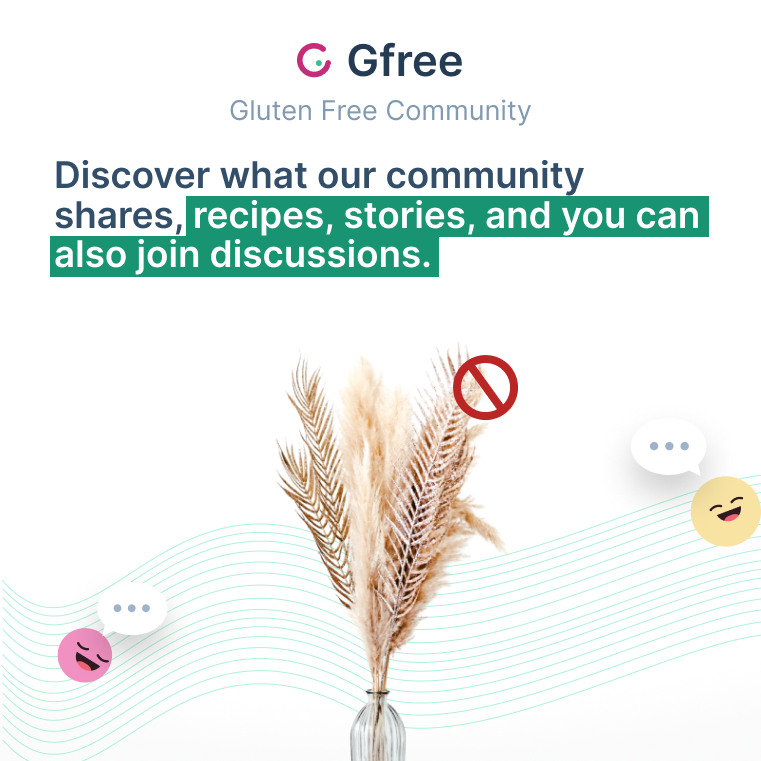 Gfree
Gluten Free Community
Discover what our community
shares, recipes, stories, and you can
also join discussions.